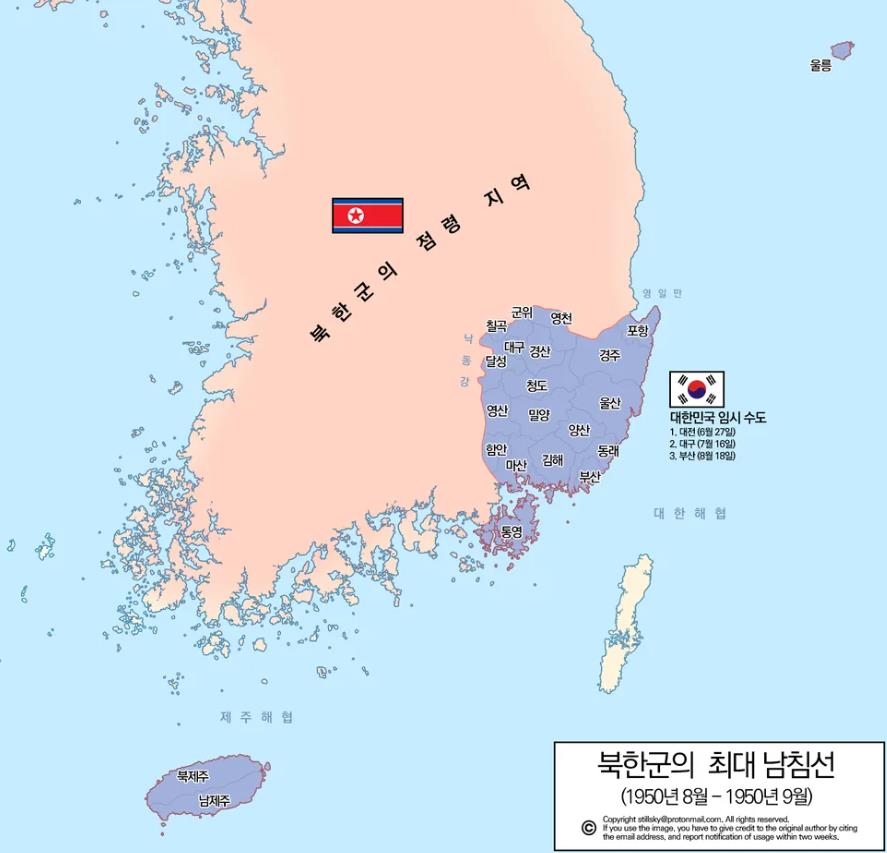 울릉
북한군의 점령 지역
영일만
군위
영천
칠곡
포항
낙동강
대구
경산
달성
경주
청도
영산
밀양
울산
양산
함안
마산
김해
동래
부산
통영
대한민국 임시 수도
1. 대전 (6월 27일)
2. 대구 (7월 16일)
3. 부산 (8월 18일)
대한해협
제주해협
북제주
남제주
북한군의 최대 남침선
(1950년 8월 – 1950년 9월)
© Copyright stillsky@protonmail.com. All rights reserved.
If you use the image, you have to give credit to the original author by citing
the email address, and report notification of usage within two weeks.